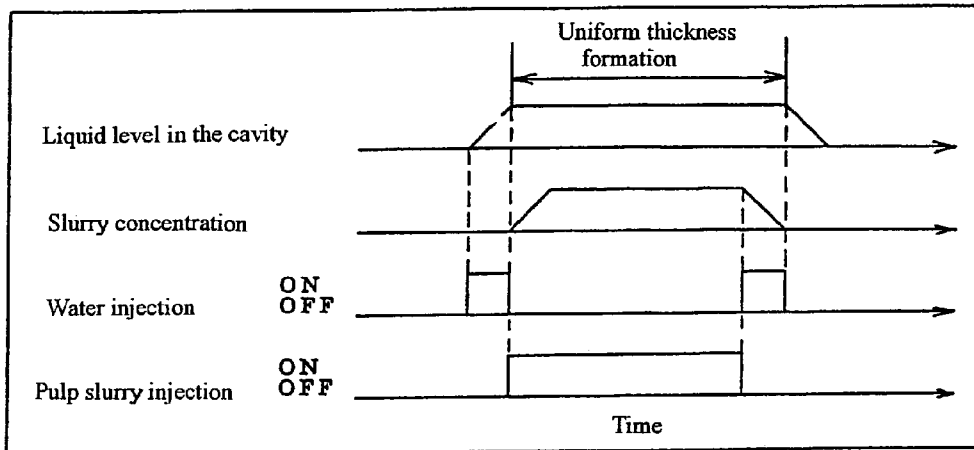 Uniform thickness
formation
Liquid level in the cavity
Slurry concentration
Water injection
ON
OFF
Pulp slurry injection
ON
OFF
Time